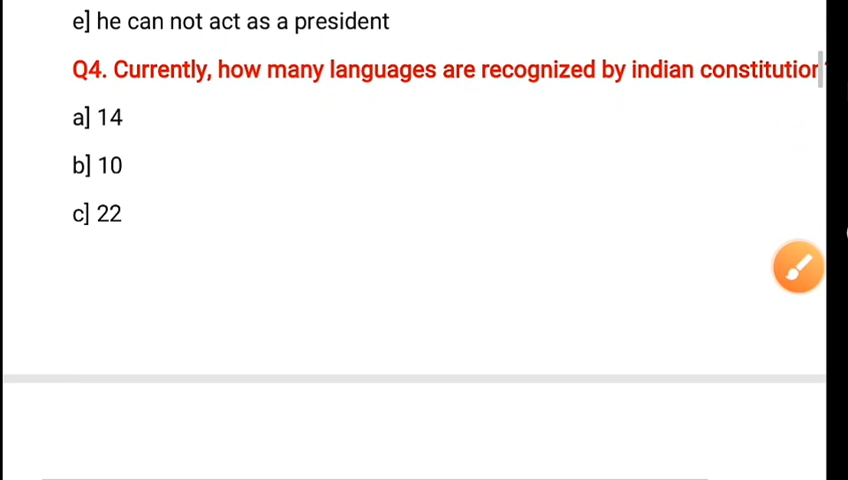 e] he can not act as a president
Q4. Currently, how many languages are recognized by indian constitution
a] 14
b] 10
c] 22